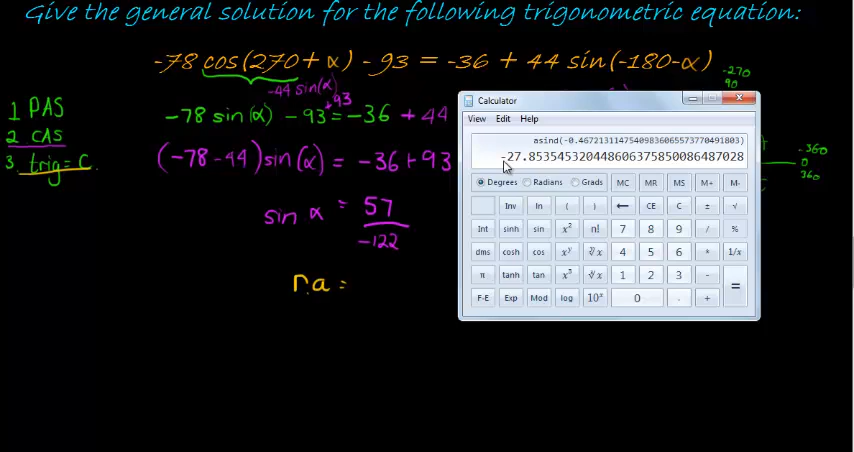 Give the general solution for the following trigonometric equation:
-78 cos(270+α) - 93 = -36 + 44 sin(-180-α)
-270
90
-44 sin(α)
+93
1 PAS
-78 sin(α) - 93 = -36 + 44
2 CAS
3. trig = C.
(-78-44)sin(α) = -36+93
-360
0
360
sin α = 57
-122
r.a =
Calculator
View Edit Help
asind(-0.46721311475409836065573770491803)
-27.853545320448606375850086487028
Degrees Radians Grads MC MR MS M+ M-
Inv ln ( ) ← CE C ± √
Int sinh sin x² n! 7 8 9 / %
dms cosh cos xʸ ʸ√x 4 5 6 * 1/x
π tanh tan x³ ³√x 1 2 3 - =
F-E Exp Mod log 10ˣ 0 . +